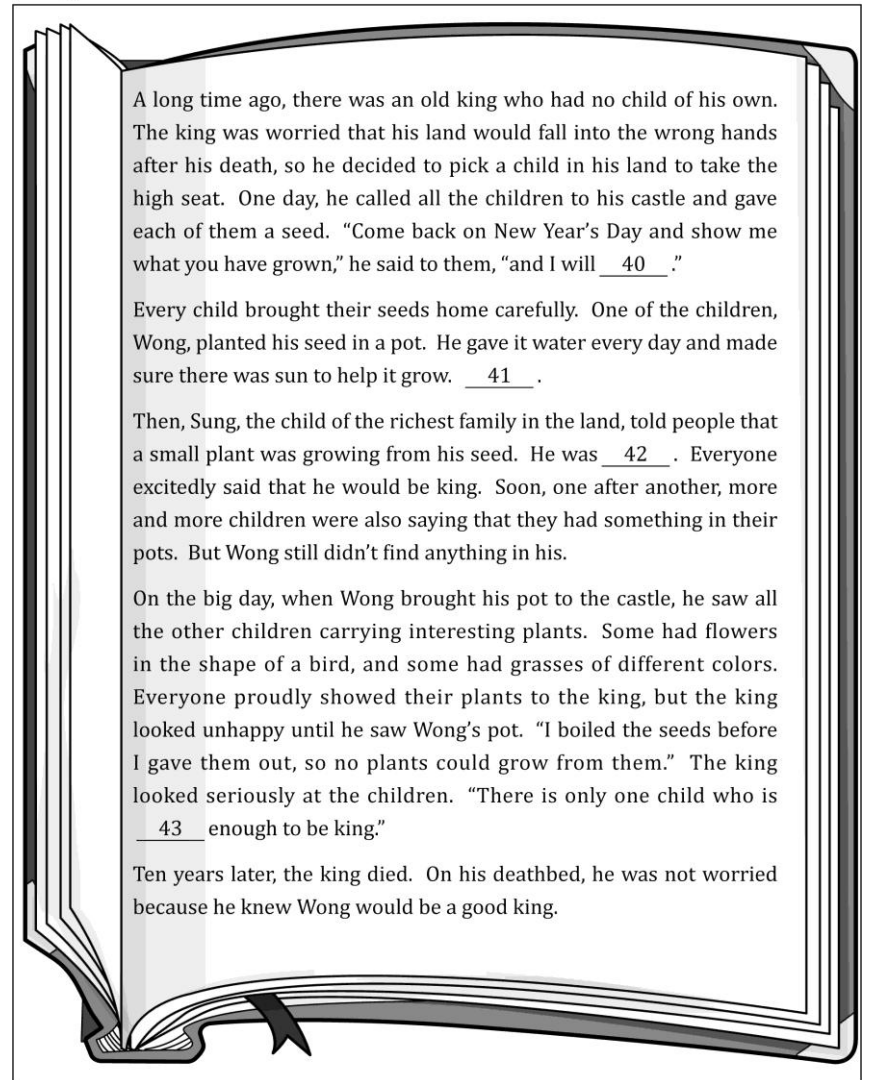 A long time ago, there was an old king who had no child of his own.
The king was worried that his land would fall into the wrong hands
after his death, so he decided to pick a child in his land to take the
high seat. One day, he called all the children to his castle and gave
each of them a seed. “Come back on New Year’s Day and show me
what you have grown,” he said to them, “and I will 40 .”
Every child brought their seeds home carefully. One of the children,
Wong, planted his seed in a pot. He gave it water every day and made
sure there was sun to help it grow. 41 .
Then, Sung, the child of the richest family in the land, told people that
a small plant was growing from his seed. He was 42 . Everyone
excitedly said that he would be king. Soon, one after another, more
and more children were also saying that they had something in their
pots. But Wong still didn’t find anything in his.
On the big day, when Wong brought his pot to the castle, he saw all
the other children carrying interesting plants. Some had flowers
in the shape of a bird, and some had grasses of different colors.
Everyone proudly showed their plants to the king, but the king
looked unhappy until he saw Wong’s pot. “I boiled the seeds before
I gave them out, so no plants could grow from them.” The king
looked seriously at the children. “There is only one child who is
43 enough to be king.”
Ten years later, the king died. On his deathbed, he was not worried
because he knew Wong would be a good king.